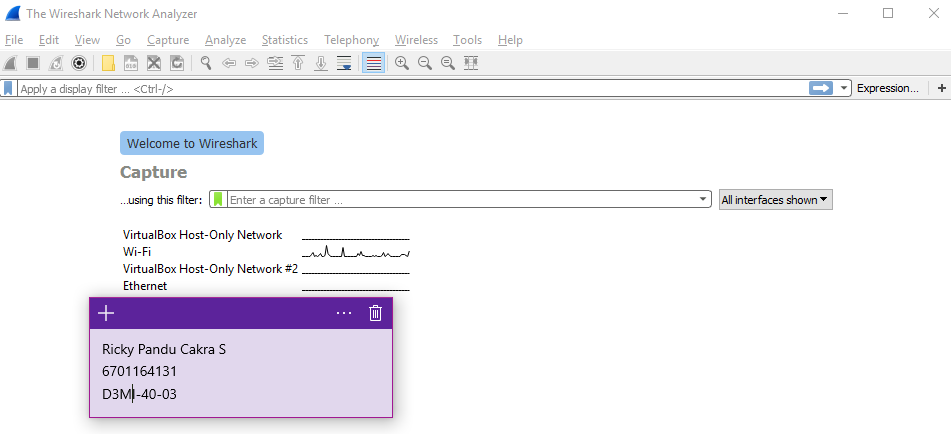 The Wireshark Network Analyzer
File Edit View Go Capture Analyze Statistics Telephony Wireless Tools Help
Apply a display filter ... <Ctrl-/> Expression... +
Welcome to Wireshark
Capture
...using this filter: Enter a capture filter ... All interfaces shown
VirtualBox Host-Only Network
Wi-Fi
VirtualBox Host-Only Network #2
Ethernet
Ricky Pandu Cakra S
6701164131
D3MI-40-03